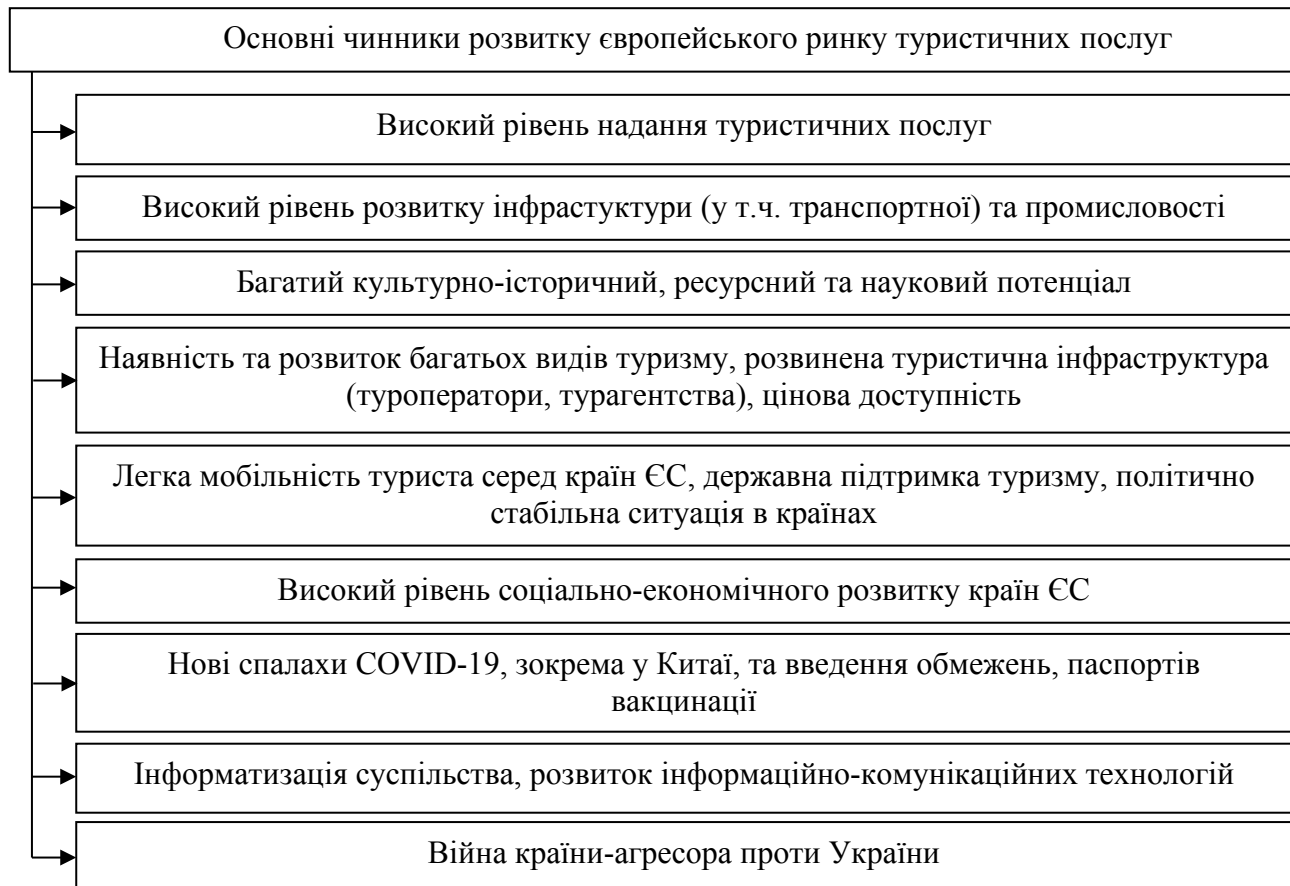 Основні чинники розвитку європейського ринку туристичних послуг
Високий рівень надання туристичних послуг
Високий рівень розвитку інфрастуктури (у т.ч. транспортної) та промисловості
Багатий культурно-історичний, ресурсний та науковий потенціал
Наявність та розвиток багатьох видів туризму, розвинена туристична інфраструктура
(туроператори, турагентства), цінова доступність
Легка мобільність туриста серед країн ЄС, державна підтримка туризму, політично
стабільна ситуація в країнах
Високий рівень соціально-економічного розвитку країн ЄС
Нові спалахи COVID-19, зокрема у Китаї, та введення обмежень, паспортів
вакцинації
Інформатизація суспільства, розвиток інформаційно-комунікаційних технологій
Війна країни-агресора проти України